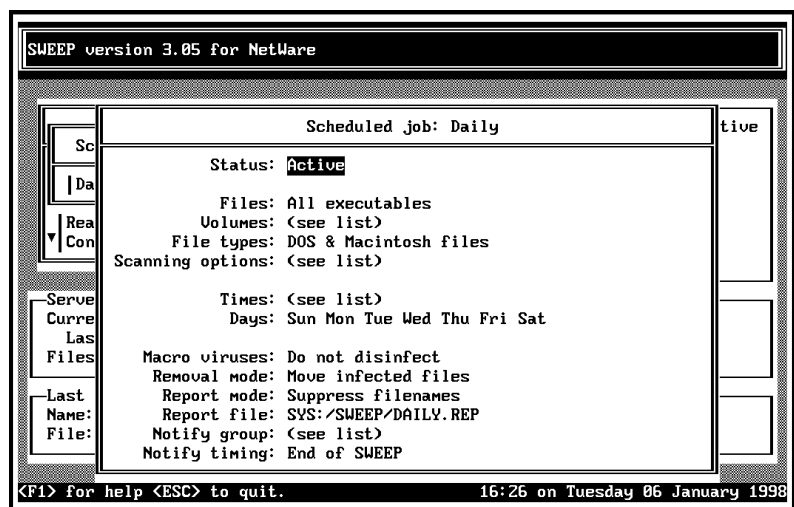 SWEEP version 3.05 for NetWare
Scheduled job: Daily
tive
Sc
Status: Active
Da
Files: All executables
Rea
Volumes: (see list)
Con
File types: DOS & Macintosh files
Scanning options: (see list)
Serve
Times: (see list)
Curre
Days: Sun Mon Tue Wed Thu Fri Sat
Las
Files
Macro viruses: Do not disinfect
Removal mode: Move infected files
Last
Report mode: Suppress filenames
Name:
Report file: SYS:/SWEEP/DAILY.REP
File:
Notify group: (see list)
Notify timing: End of SWEEP
<F1> for help <ESC> to quit. 16:26 on Tuesday 06 January 1998